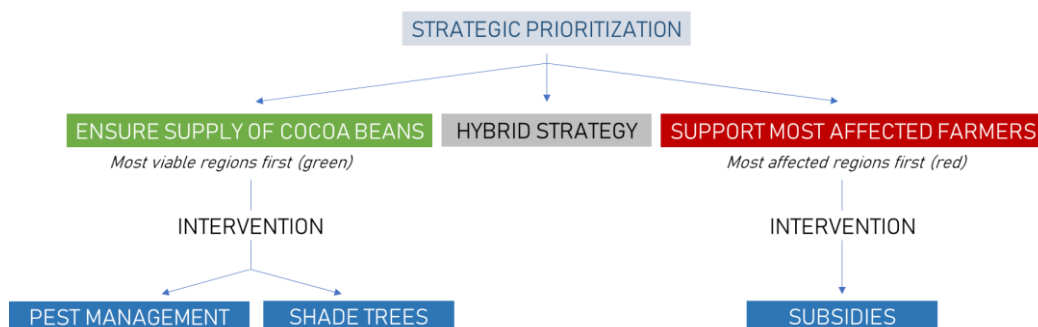 STRATEGIC PRIORITIZATION
ENSURE SUPPLY OF COCOA BEANS
HYBRID STRATEGY
SUPPORT MOST AFFECTED FARMERS
Most viable regions first (green)
Most affected regions first (red)
INTERVENTION
INTERVENTION
PEST MANAGEMENT
SHADE TREES
SUBSIDIES